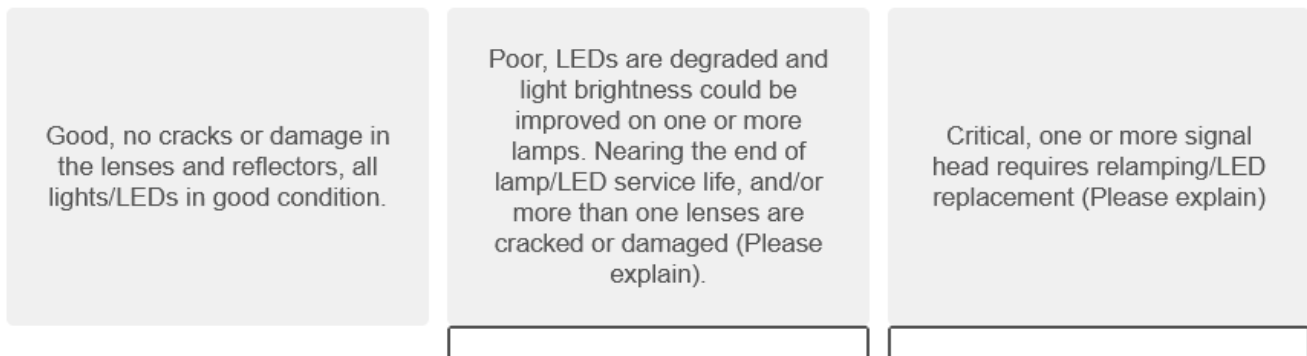 Good, no cracks or damage in
the lenses and reflectors, all
lights/LEDs in good condition.
Poor, LEDs are degraded and
light brightness could be
improved on one or more
lamps. Nearing the end of
lamp/LED service life, and/or
more than one lenses are
cracked or damaged (Please
explain).
Critical, one or more signal
head requires relamping/LED
replacement (Please explain)